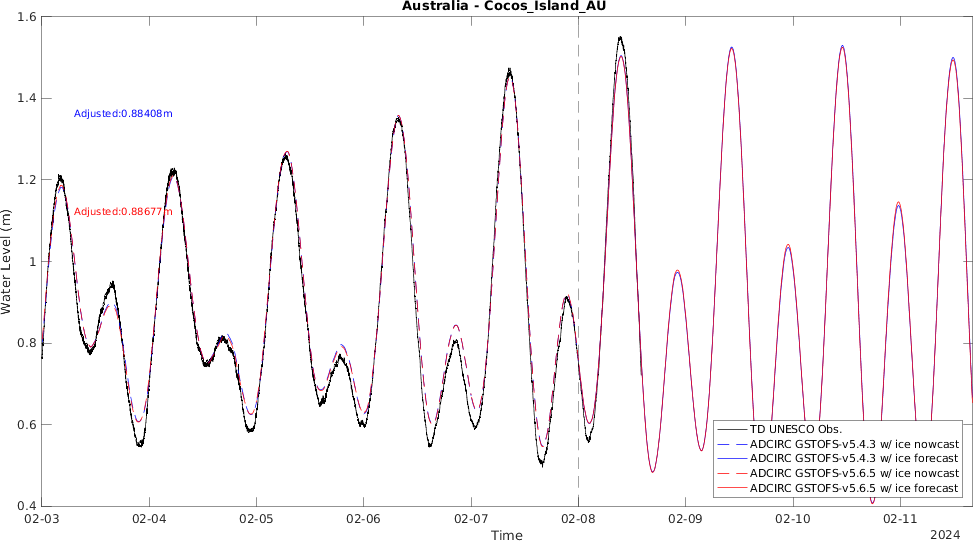 Australia - Cocos_Island_AU
Water Level (m)
1.6
1.4
1.2
1
0.8
0.6
0.4
Adjusted:0.88408m
Adjusted:0.88677m
TD UNESCO Obs.
ADCIRC GSTOFS-v5.4.3 w/ ice nowcast
ADCIRC GSTOFS-v5.4.3 w/ ice forecast
ADCIRC GSTOFS-v5.6.5 w/ ice nowcast
ADCIRC GSTOFS-v5.6.5 w/ ice forecast
02-03 02-04 02-05 02-06 02-07 02-08 02-09 02-10 02-11
Time
2024